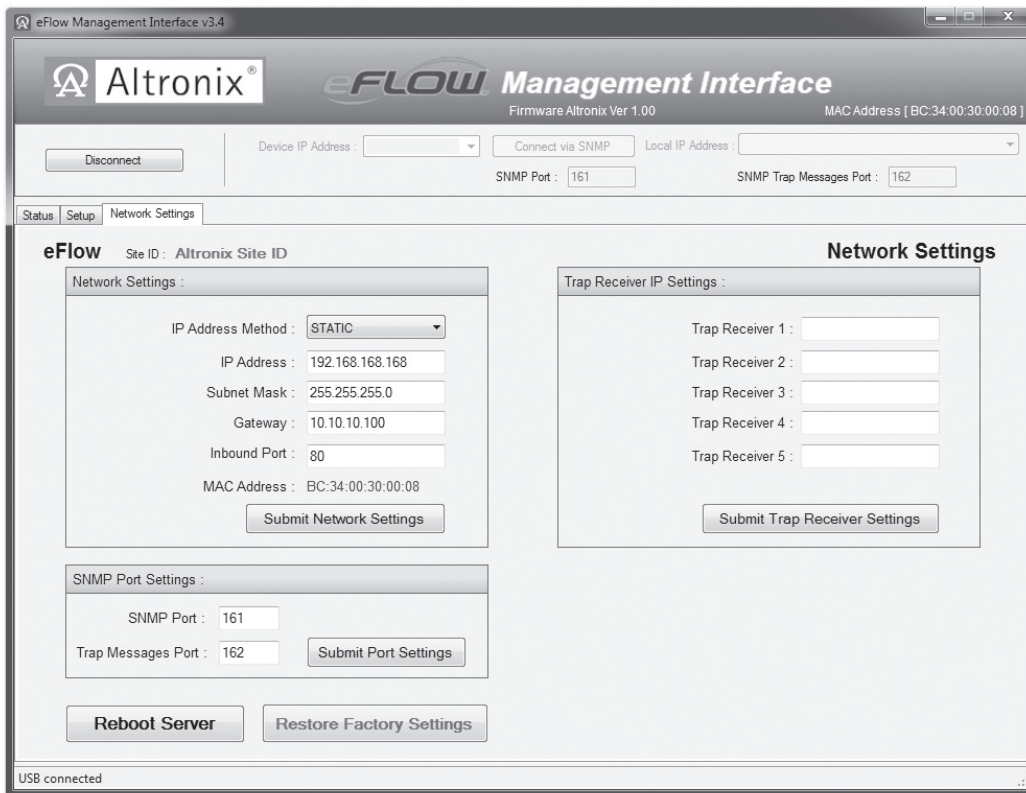 eFlow Management Interface v3.4
Altronix®
eFLOW Management Interface
Firmware Altronix Ver 1.00
MAC Address [ BC:34:00:30:00:08 ]
Disconnect
Device IP Address :
Connect via SNMP
Local IP Address :
SNMP Port : 161
SNMP Trap Messages Port : 162
Status Setup Network Settings
eFlow Site ID : Altronix Site ID
Network Settings
Network Settings :
IP Address Method : STATIC
IP Address : 192.168.168.168
Subnet Mask : 255.255.255.0
Gateway : 10.10.10.100
Inbound Port : 80
MAC Address : BC:34:00:30:00:08
Submit Network Settings
Trap Receiver IP Settings :
Trap Receiver 1 :
Trap Receiver 2 :
Trap Receiver 3 :
Trap Receiver 4 :
Trap Receiver 5 :
Submit Trap Receiver Settings
SNMP Port Settings :
SNMP Port : 161
Trap Messages Port : 162
Submit Port Settings
Reboot Server
Restore Factory Settings
USB connected